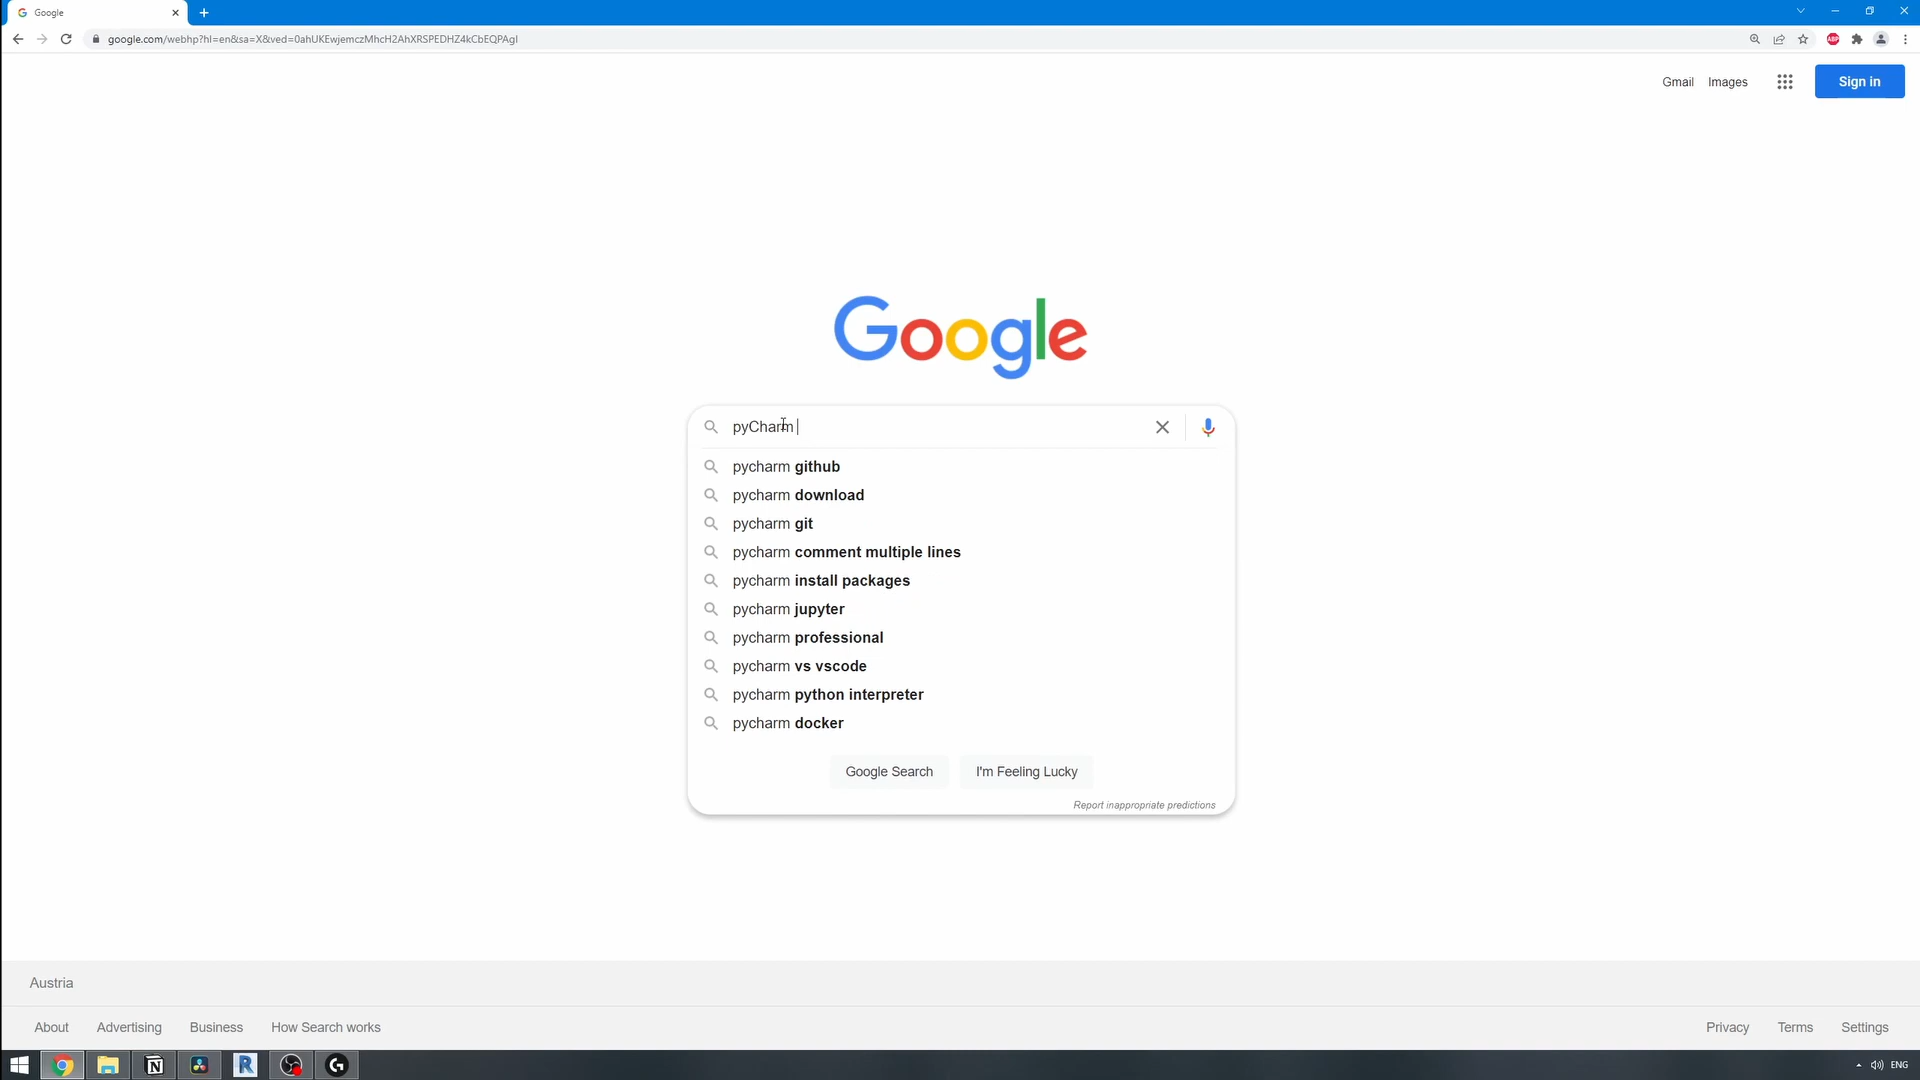 Google
google.com/webhp?hl=en&sa=X&ved=0ahUKEwjemczMhcH2AhXRSPEDHZ4kCbEQPAgI
ABP
Gmail Images Sign in
Google
pyCharm
pycharm github
pycharm download
pycharm git
pycharm comment multiple lines
pycharm install packages
pycharm jupyter
pycharm professional
pycharm vs vscode
pycharm python interpreter
pycharm docker
Google Search I'm Feeling Lucky
Report inappropriate predictions
Austria
About Advertising Business How Search works Privacy Terms Settings
ENG